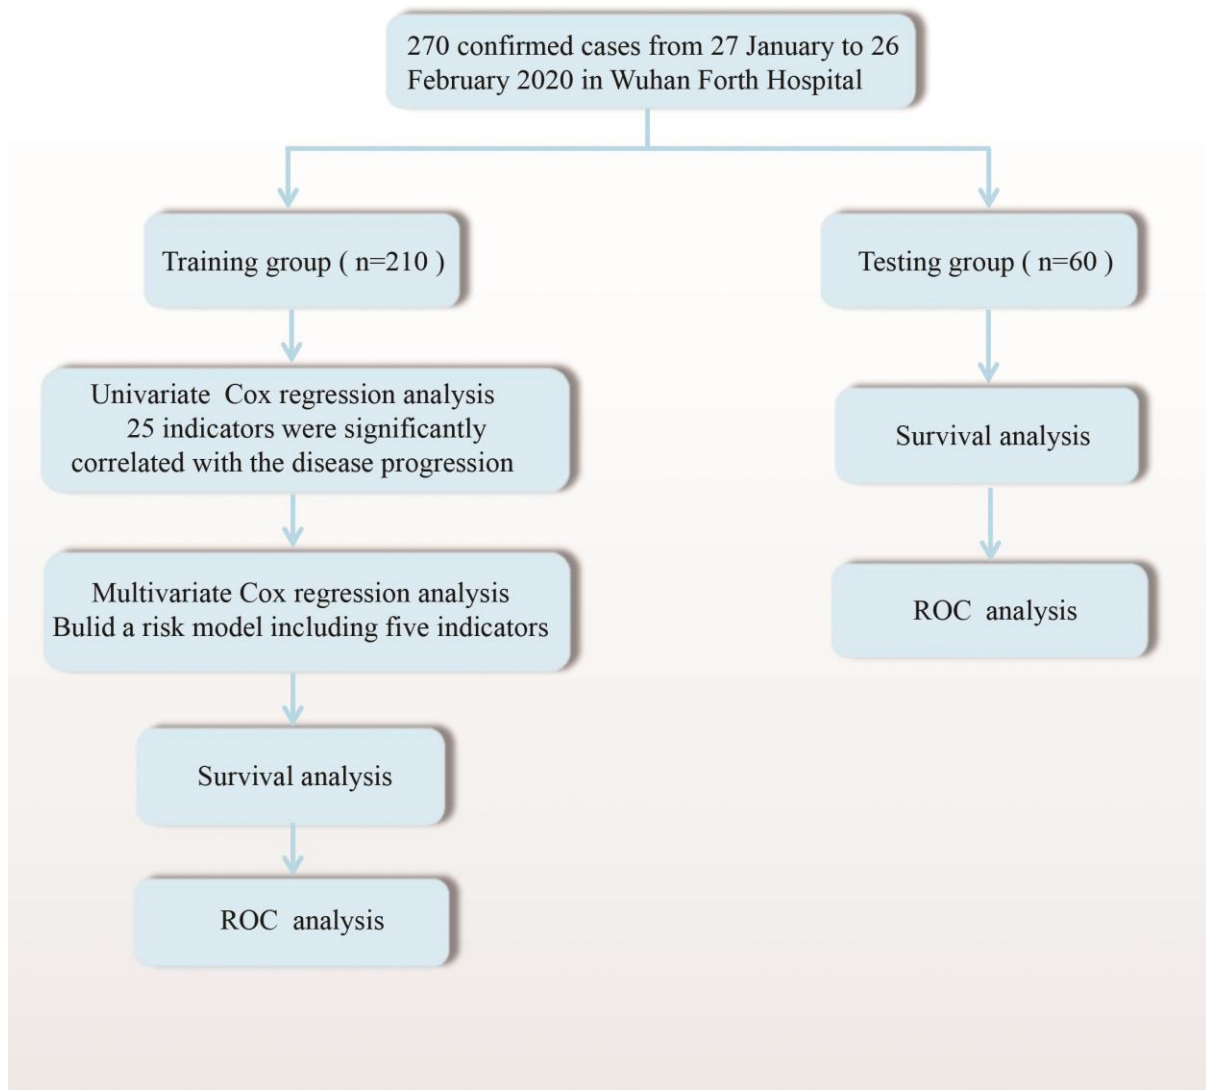 270 confirmed cases from 27 January to 26
February 2020 in Wuhan Forth Hospital
Training group ( n=210 )
Testing group ( n=60 )
Univariate Cox regression analysis
25 indicators were significantly
correlated with the disease progression
Survival analysis
Multivariate Cox regression analysis
Bulid a risk model including five indicators
ROC analysis
Survival analysis
ROC analysis